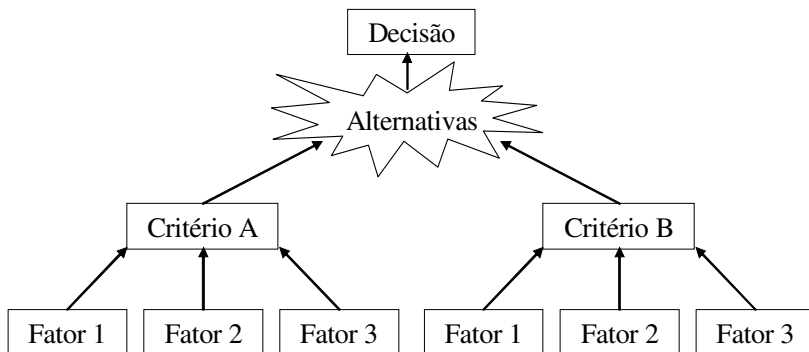 Decisão
Alternativas
Critério A
Critério B
Fator 1
Fator 2
Fator 3
Fator 1
Fator 2
Fator 3